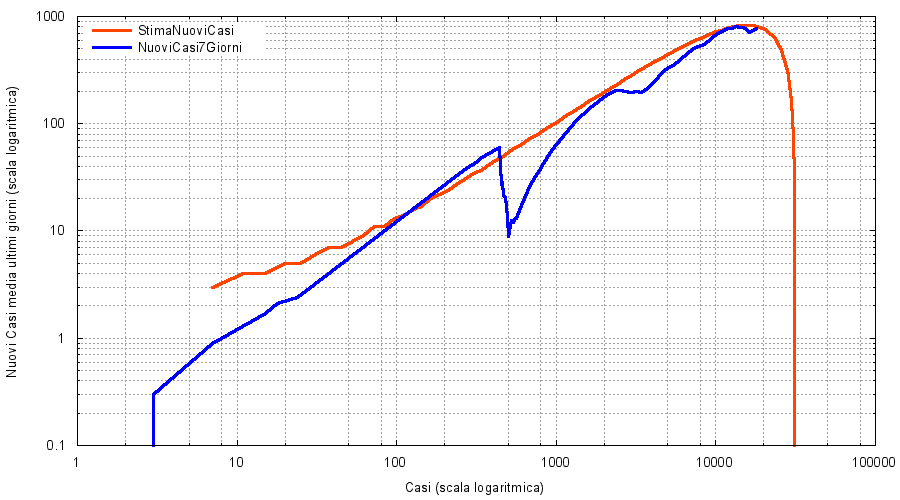 1000
StimaNuoviCasi
NuoviCasi7Giorni
100
10
1
0.1
Nuovi Casi media ultimi giorni (scala logaritmica)
1 10 100 1000 10000 100000
Casi (scala logaritmica)